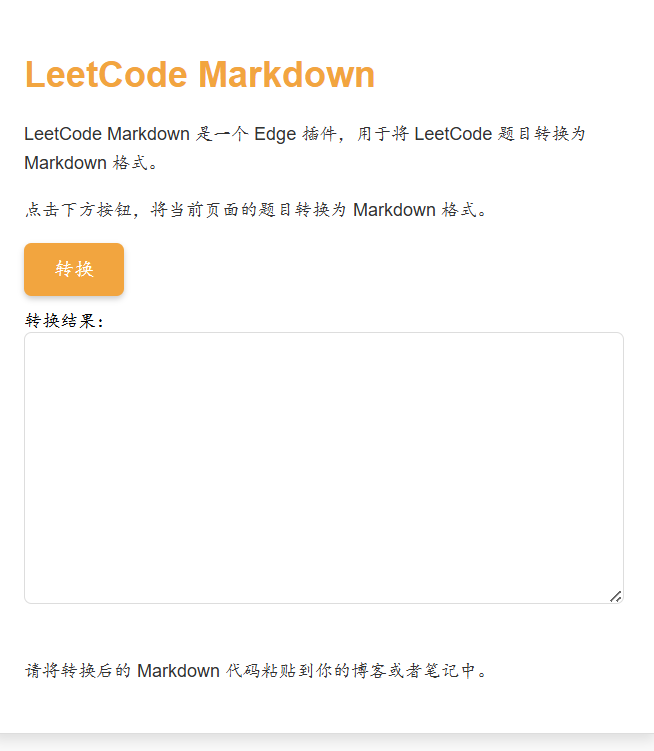 LeetCode Markdown
LeetCode Markdown 是一个 Edge 插件，用于将 LeetCode 题目转换为
Markdown 格式。
点击下方按钮，将当前页面的题目转换为 Markdown 格式。
转换
转换结果：
请将转换后的 Markdown 代码粘贴到你的博客或者笔记中。